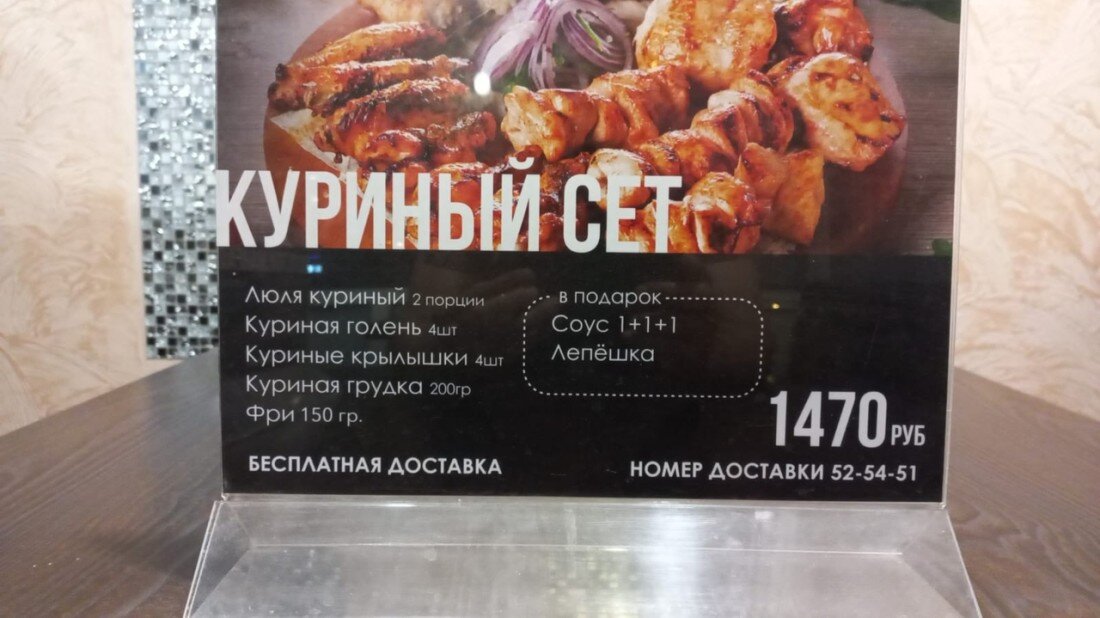 КУРИНЫЙ СЕТ
Люля куриный 2 порции
Куриная голень 4шт
Куриные крылышки 4шт
Куриная грудка 200гр
Фри 150 гр.
в подарок
Соус 1+1+1
Лепёшка
1470 РУБ
БЕСПЛАТНАЯ ДОСТАВКА
НОМЕР ДОСТАВКИ 52-54-51